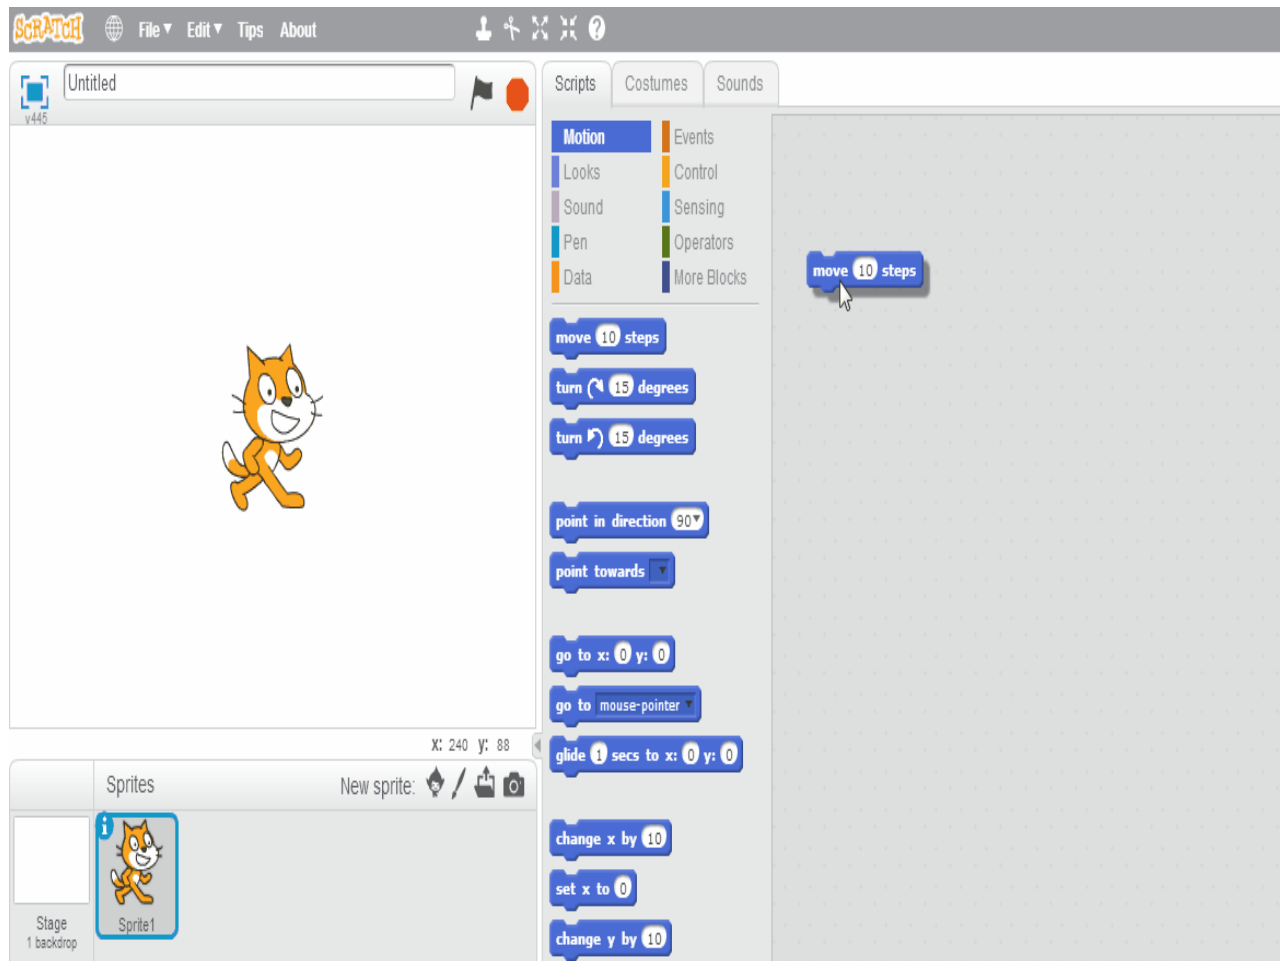 SCRATCH File Edit Tips About
Untitled
v445
Scripts Costumes Sounds
Motion Events
Looks Control
Sound Sensing
Pen Operators
Data More Blocks
move 10 steps
move 10 steps
turn 15 degrees
turn 15 degrees
point in direction 90
point towards
go to x: 0 y: 0
go to mouse-pointer
glide 1 secs to x: 0 y: 0
change x by 10
set x to 0
change y by 10
x: 240 y: 88
Sprites New sprite:
Stage
1 backdrop
Sprite1